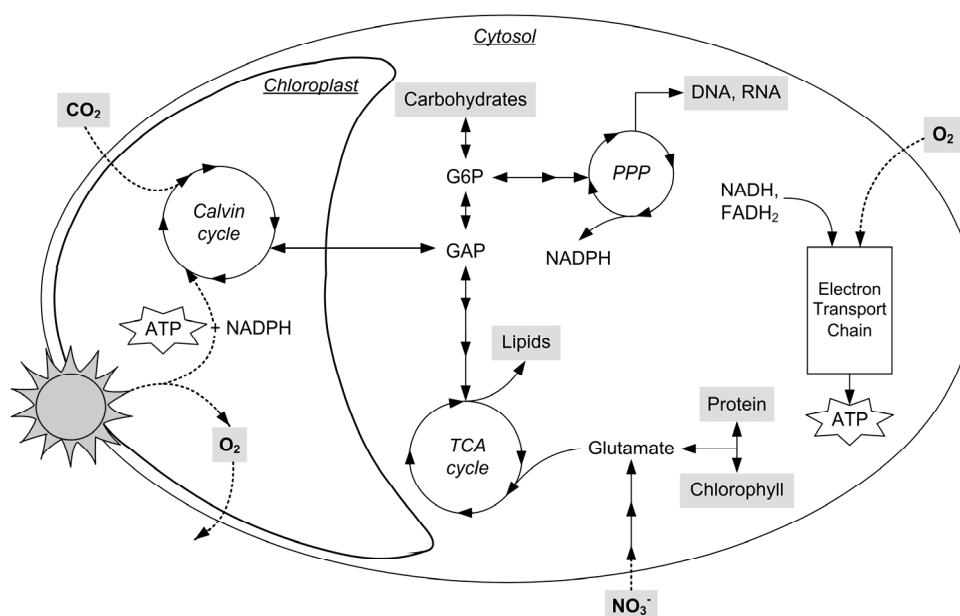 Cytosol
Chloroplast
CO₂
Carbohydrates
DNA, RNA
O₂
G6P
PPP
NADH,
FADH₂
Calvin
cycle
GAP
NADPH
Electron
Transport
Chain
ATP + NADPH
Lipids
Protein
ATP
O₂
TCA
cycle
Glutamate
Chlorophyll
NO₃⁻